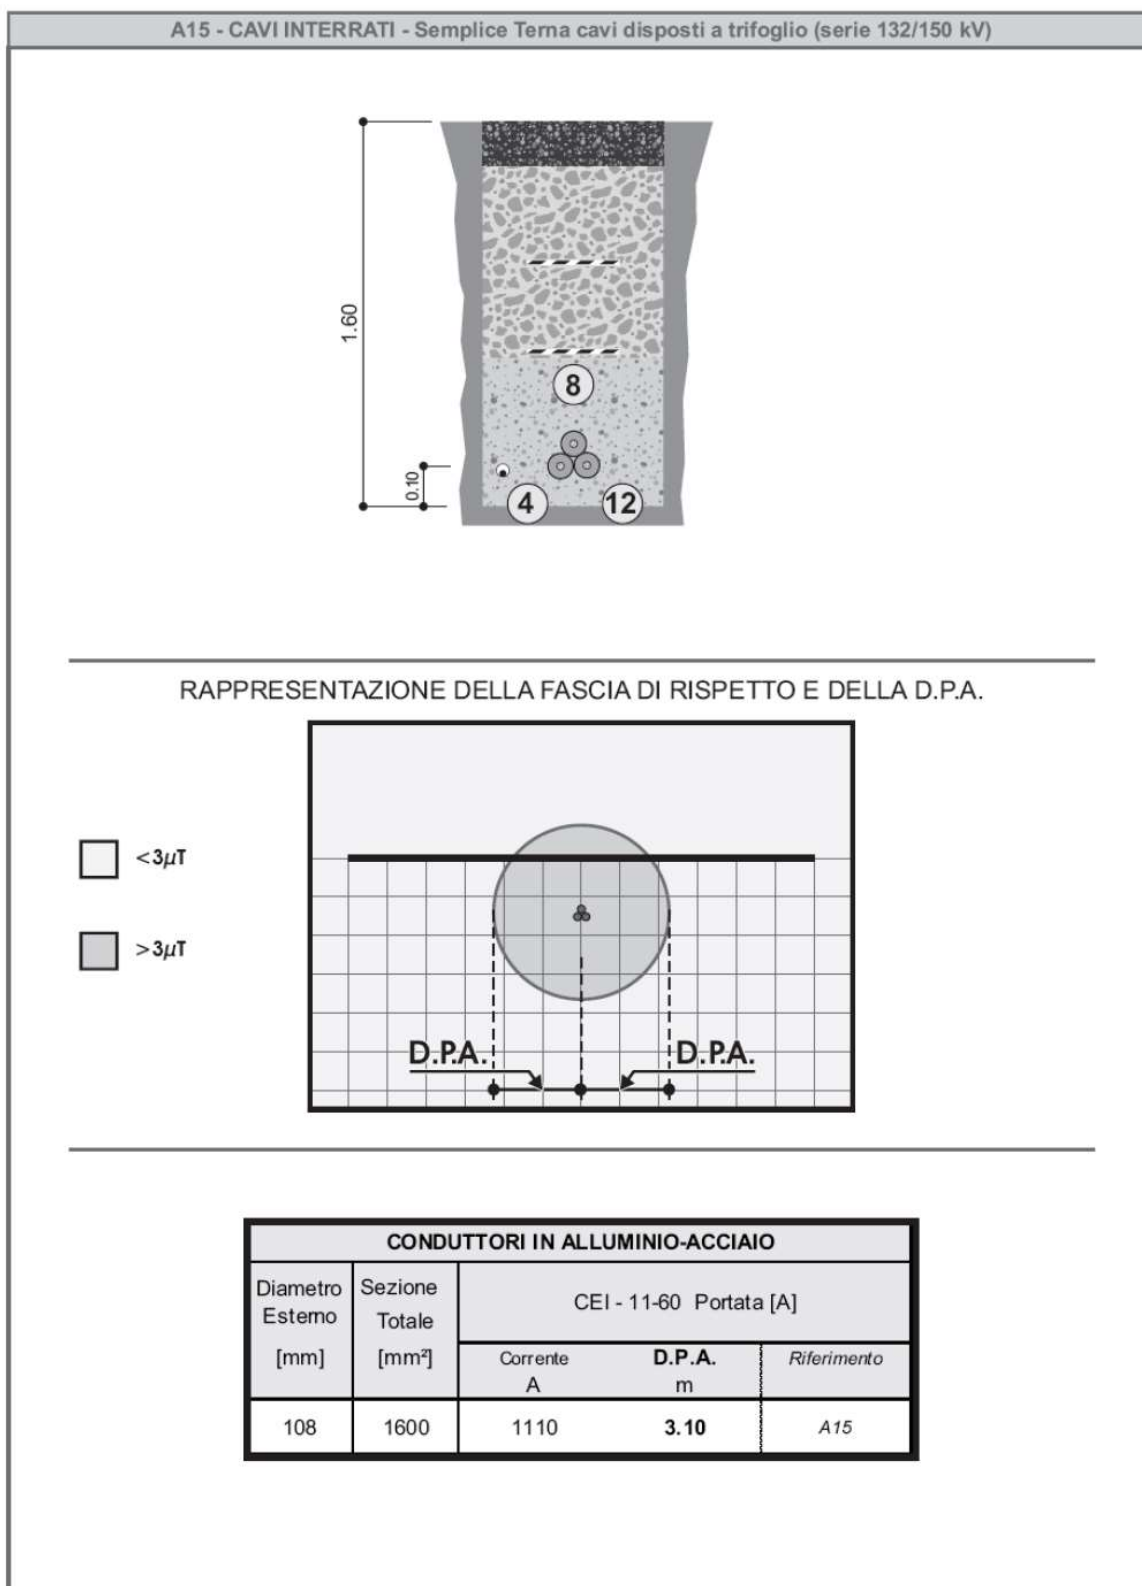 A15 - CAVI INTERRATI - Semplice Terna cavi disposti a trifoglio (serie 132/150 kV)
1.60
0.10
8
4
12
RAPPRESENTAZIONE DELLA FASCIA DI RISPETTO E DELLA D.P.A.
<3μT
>3μT
D.P.A.
D.P.A.
CONDUTTORI IN ALLUMINIO-ACCIAIO
Diametro
Esterno
[mm]
Sezione
Totale
[mm²]
CEI - 11-60 Portata [A]
Corrente
A
D.P.A.
m
Riferimento
108
1600
1110
3.10
A15